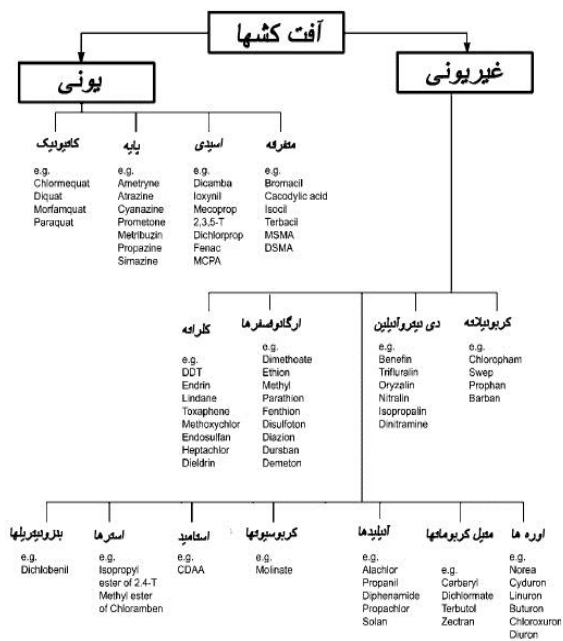 آفت کشها
یونی
غیریونی
کاتیونیک
e.g.
Chlormequat
Diquat
Morfamquat
Paraquat
پایه
e.g.
Ametryne
Atrazine
Cyanazine
Prometone
Metribuzin
Propazine
Simazine
اسیدی
e.g.
Dicamba
Ioxynil
Mecoprop
2,3,5-T
Dichlorprop
Fenac
MCPA
متفرقه
e.g.
Bromacil
Cacodylic acid
Isocil
Terbacil
MSMA
DSMA
کلراته
e.g.
DDT
Endrin
Lindane
Toxaphene
Methoxychlor
Endosulfan
Heptachlor
Dieldrin
ارگانوفسفرها
e.g.
Dimethoate
Ethion
Methyl
Parathion
Fenthion
Disulfoton
Diazion
Dursban
Demeton
دی نیتروآنیلین
e.g.
Benefin
Trifluralin
Oryzalin
Nitralin
Isopropalin
Dinitramine
کربونیلاته
e.g.
Chloropham
Swep
Prophan
Barban
بنزونیتریلها
e.g.
Dichlobenil
استرها
e.g.
Isopropyl
ester of 2.4-T
Methyl ester
of Chloramben
استامید
e.g.
CDAA
کربوسیوتها
e.g.
Molinate
آنیلیدها
e.g.
Alachlor
Propanil
Diphenamide
Propachlor
Solan
متیل کربوماتها
e.g.
Carbaryl
Dichlormate
Terbutol
Zectran
اوره ها
e.g.
Norea
Cyduron
Linuron
Buturon
Chloroxuron
Diuron